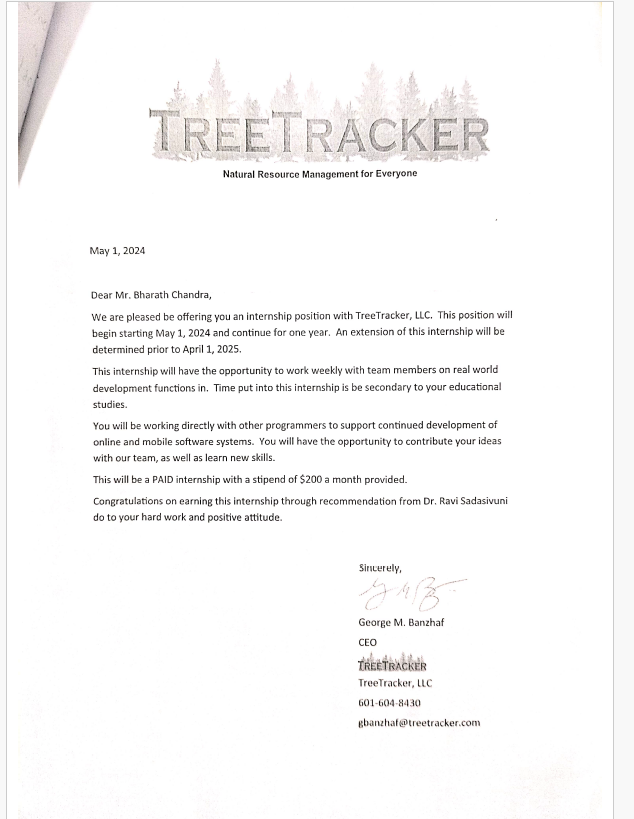 TREETRACKER
Natural Resource Management for Everyone
May 1, 2024
Dear Mr. Bharath Chandra,
We are pleased be offering you an internship position with TreeTracker, LLC. This position will
begin starting May 1, 2024 and continue for one year. An extension of this internship will be
determined prior to April 1, 2025.
This internship will have the opportunity to work weekly with team members on real world
development functions in. Time put into this internship is be secondary to your educational
studies.
You will be working directly with other programmers to support continued development of
online and mobile software systems. You will have the opportunity to contribute your ideas
with our team, as well as learn new skills.
This will be a PAID internship with a stipend of $200 a month provided.
Congratulations on earning this internship through recommendation from Dr. Ravi Sadasivuni
do to your hard work and positive attitude.
Sincerely,
George M. Banzhaf
CEO
TREETRACKER
TreeTracker, LLC
601-604-8430
gbanzhaf@treetracker.com